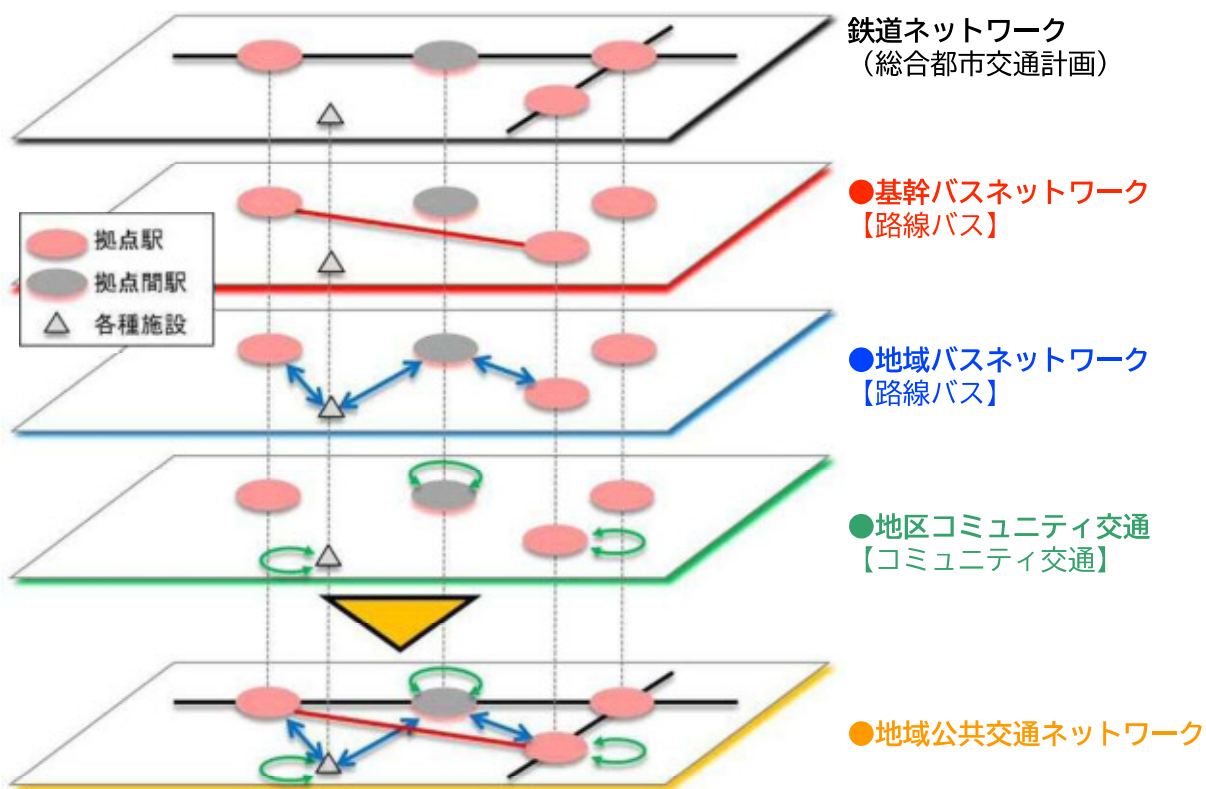 鉄道ネットワーク
（総合都市交通計画）
●基幹バスネットワーク
【路線バス】
拠点駅
拠点間駅
各種施設
●地域バスネットワーク
【路線バス】
●地区コミュニティ交通
【コミュニティ交通】
●地域公共交通ネットワーク